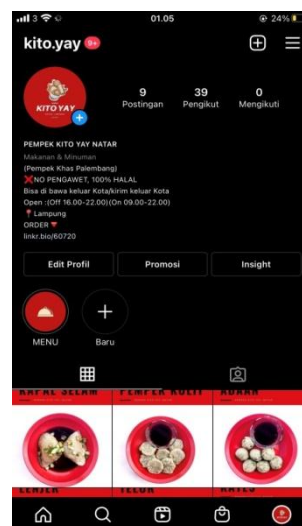 3
01.05
24%
kito.yay 9+
KITO YAY
9
Postingan
39
Pengikut
0
Mengikuti
PEMPEK KITO YAY NATAR
Makanan & Minuman
(Pempek Khas Palembang)
❌NO PENGAWET, 100% HALAL
Bisa di bawa keluar Kota/kirim keluar Kota
Open :(Off 16.00-22.00)(On 09.00-22.00)
📍Lampung
ORDER 🔻
linkr.bio/60720
Edit Profil
Promosi
Insight
MENU
Baru
KAPAL SELAM
PEMPEK KULIT
ADAAN
LENJER
TELUR
KATES